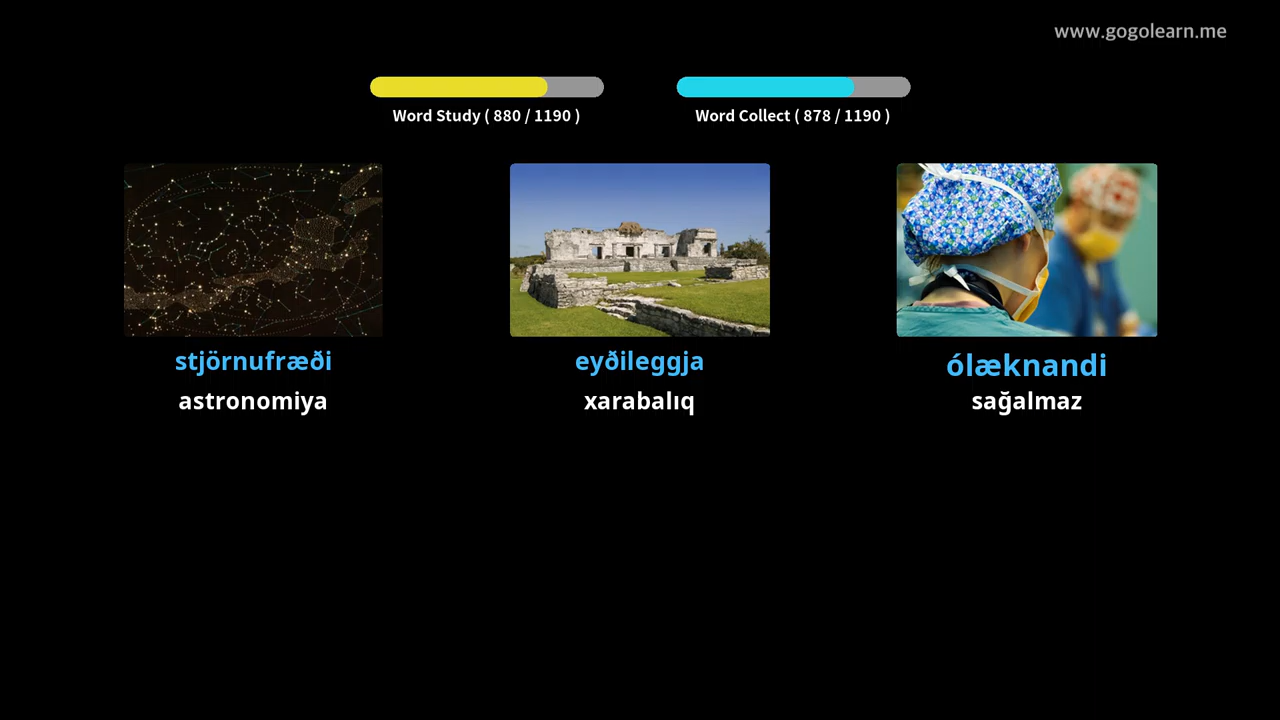 www.gogolearn.me
Word Study ( 880 / 1190 )
Word Collect ( 878 / 1190 )
stjörnufræði
astronomiya
eyðileggja
xarabalıq
ólæknandi
sağalmaz